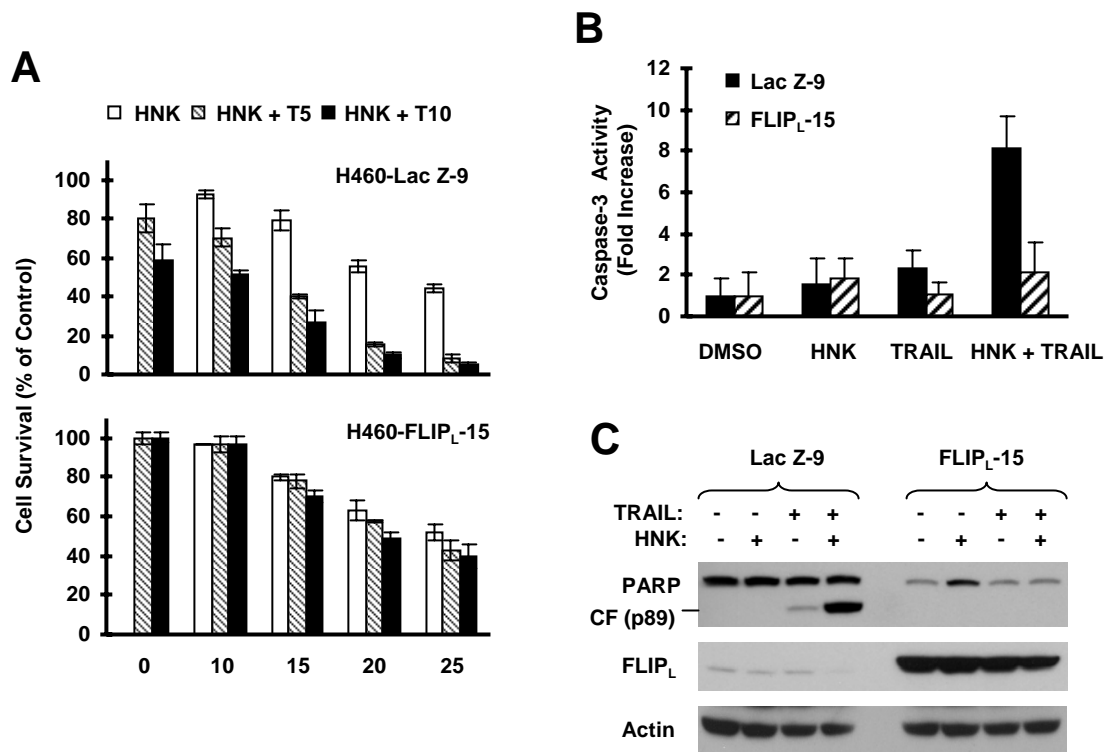 A
HNK HNK + T5 HNK + T10
H460-Lac Z-9
100
80
60
40
20
0
H460-FLIPL-15
100
80
60
40
20
0
0 10 15 20 25
Cell Survival (% of Control)
B
Lac Z-9
FLIPL-15
12
10
8
6
4
2
0
Caspase-3 Activity
(Fold Increase)
DMSO HNK TRAIL HNK + TRAIL
C
Lac Z-9 FLIPL-15
TRAIL: - - + + - - + +
HNK: - + - + - + - +
PARP
CF (p89)
FLIPL
Actin